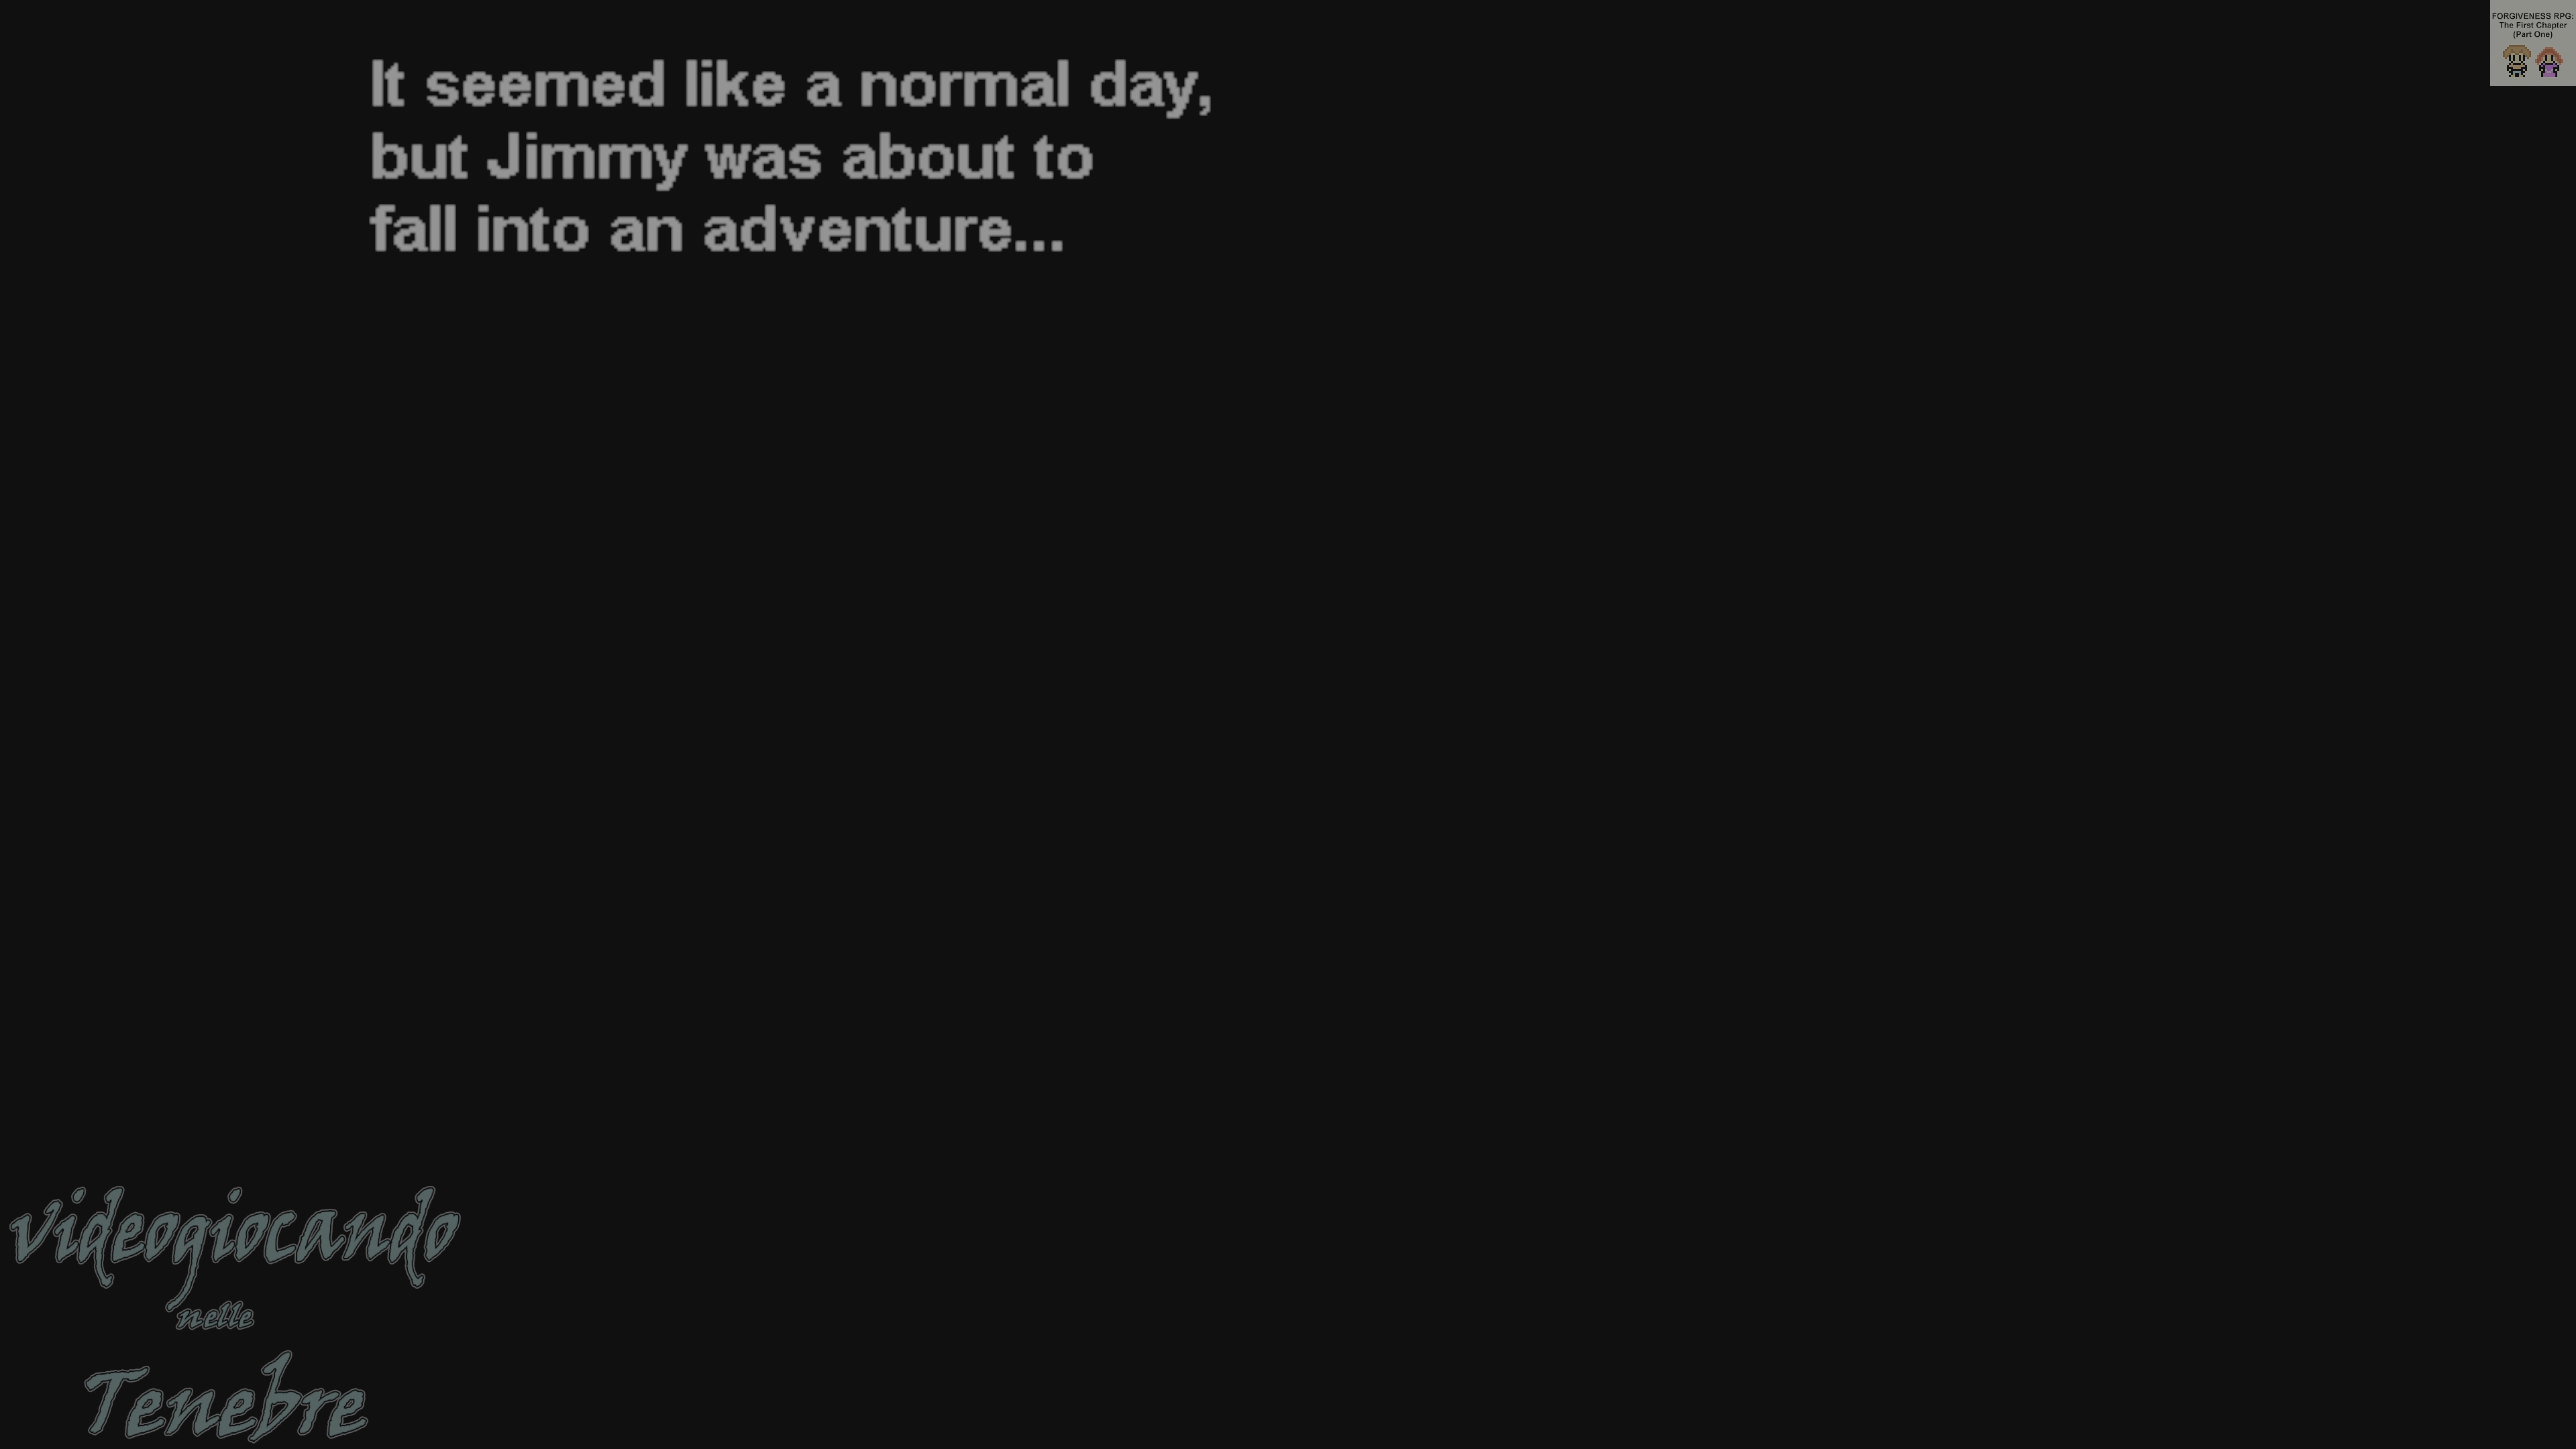 FORGIVENESS RPG:
The First Chapter
(Part One)
It seemed like a normal day,
but Jimmy was about to
fall into an adventure...
videogiocando
nelle
Tenebre